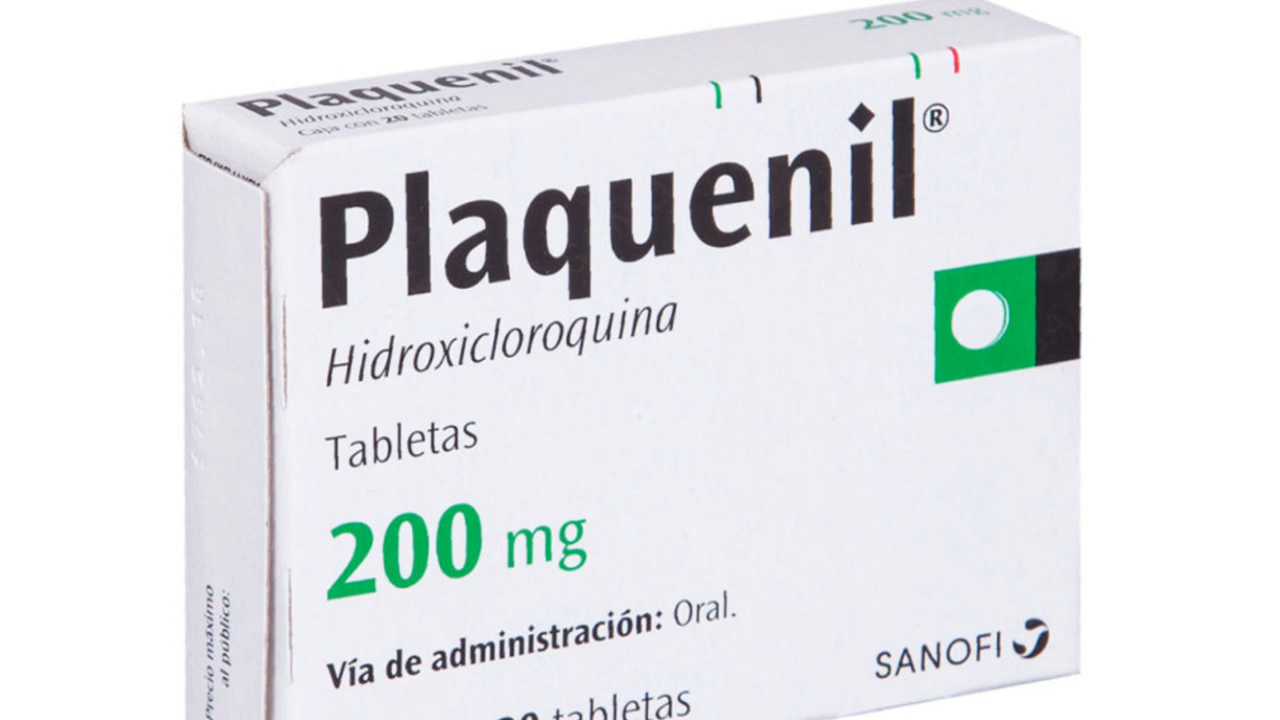 Plaquenil®
Hidroxicloroquina
Caja con 20 tabletas
200 mg
Plaquenil®
Hidroxicloroquina
Tabletas
200 mg
Vía de administración: Oral.
20 tabletas
SANOFI
Precio máximo
al público: